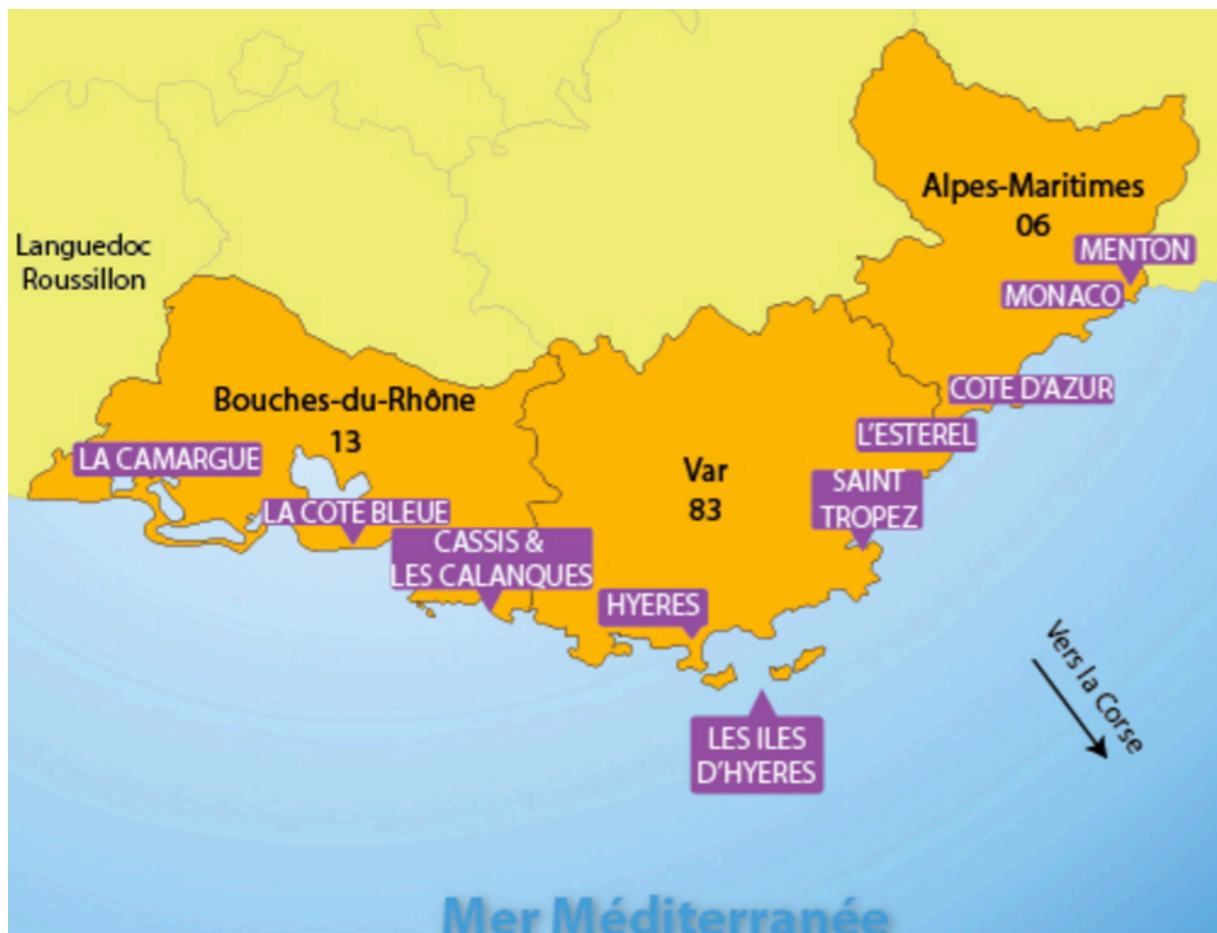 Alpes-Maritimes
06
MENTON
MONACO
Languedoc
Roussillon
COTE D'AZUR
Bouches-du-Rhône
13
L'ESTEREL
LA CAMARGUE
Var
83
SAINT
TROPEZ
LA COTE BLEUE
CASSIS &
LES CALANQUES
HYERES
Vers la Corse
LES ILES
D'HYERES
Mer Méditerranée